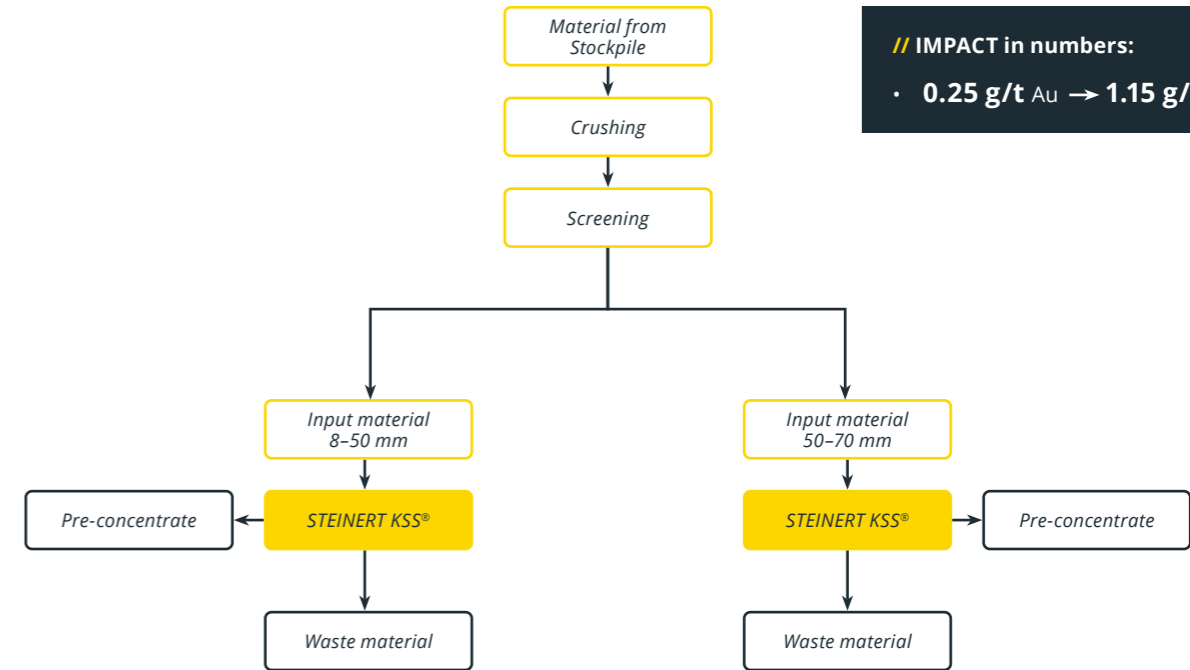 Material from
Stockpile
// IMPACT in numbers:
• 0.25 g/t Au → 1.15 g/
Crushing
Screening
Input material
8–50 mm
Input material
50–70 mm
Pre-concentrate
STEINERT KSS®
STEINERT KSS®
Pre-concentrate
Waste material
Waste material